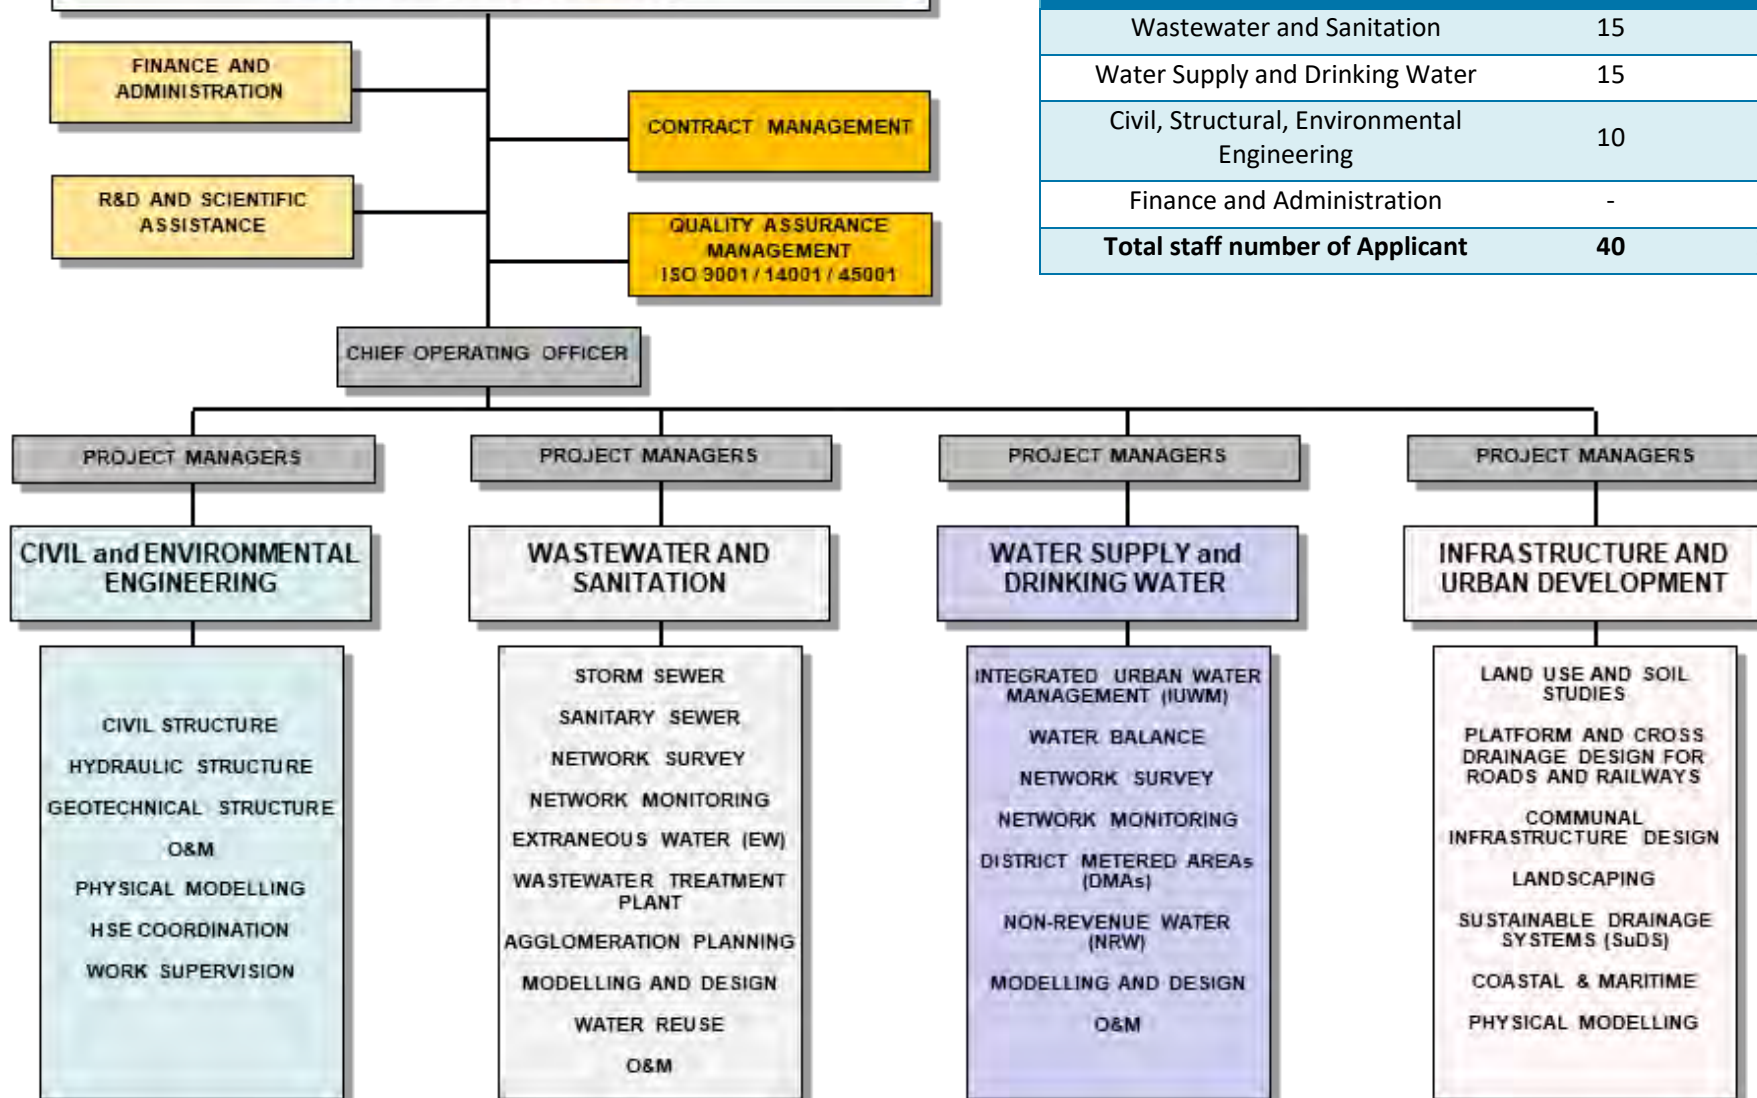 FINANCE AND
ADMINISTRATION
R&D AND SCIENTIFIC
ASSISTANCE
CONTRACT MANAGEMENT
QUALITY ASSURANCE
MANAGEMENT
ISO 9001 / 14001 / 45001
Wastewater and Sanitation 15
Water Supply and Drinking Water 15
Civil, Structural, Environmental
Engineering 10
Finance and Administration -
Total staff number of Applicant 40
CHIEF OPERATING OFFICER
PROJECT MANAGERS
CIVIL and ENVIRONMENTAL
ENGINEERING
CIVIL STRUCTURE
HYDRAULIC STRUCTURE
GEOTECHNICAL STRUCTURE
O&M
PHYSICAL MODELLING
HSE COORDINATION
WORK SUPERVISION
PROJECT MANAGERS
WASTEWATER AND
SANITATION
STORM SEWER
SANITARY SEWER
NETWORK SURVEY
NETWORK MONITORING
EXTRANEOUS WATER (EW)
WASTEWATER TREATMENT
PLANT
AGGLOMERATION PLANNING
MODELLING AND DESIGN
WATER REUSE
O&M
PROJECT MANAGERS
WATER SUPPLY and
DRINKING WATER
INTEGRATED URBAN WATER
MANAGEMENT (IUWM)
WATER BALANCE
NETWORK SURVEY
NETWORK MONITORING
DISTRICT METERED AREAs
(DMAs)
NON-REVENUE WATER
(NRW)
MODELLING AND DESIGN
O&M
PROJECT MANAGERS
INFRASTRUCTURE AND
URBAN DEVELOPMENT
LAND USE AND SOIL
STUDIES
PLATFORM AND CROSS
DRAINAGE DESIGN FOR
ROADS AND RAILWAYS
COMMUNAL
INFRASTRUCTURE DESIGN
LANDSCAPING
SUSTAINABLE DRAINAGE
SYSTEMS (SuDS)
COASTAL & MARITIME
PHYSICAL MODELLING